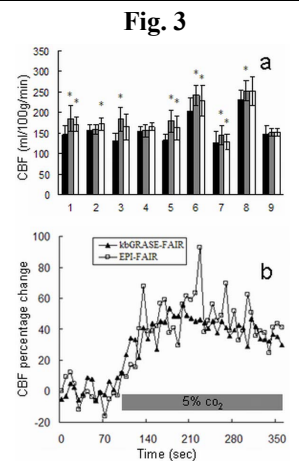 Fig. 3
a
CBF (ml/100g/min)
350
300
250
200
150
100
50
0
* * * * * * * * * * *
1 2 3 4 5 6 7 8 9
b
kbGRASE-FAIR
EPI-FAIR
CBF percentage change
100
80
60
40
20
0
-20
5% co2
0 70 140 210 280 350
Time (sec)